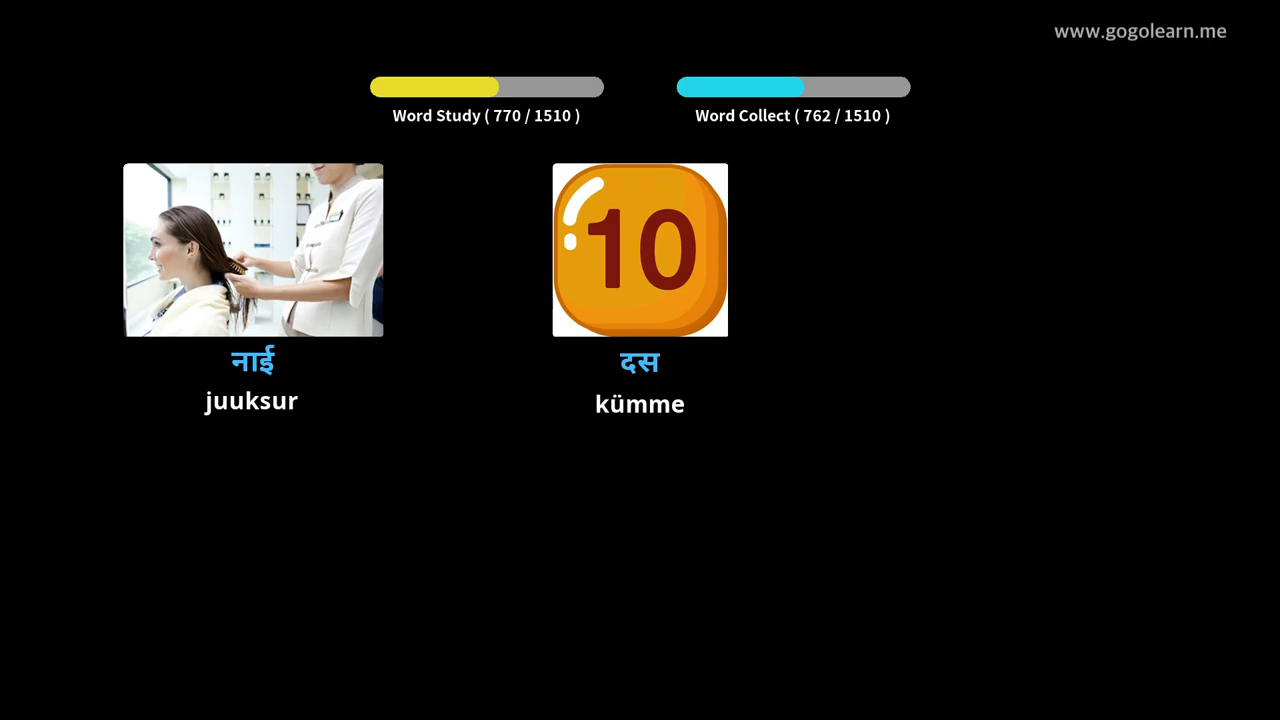 www.gogolearn.me
Word Study ( 770 / 1510 )
Word Collect ( 762 / 1510 )
10
नाई
juuksur
दस
kümme